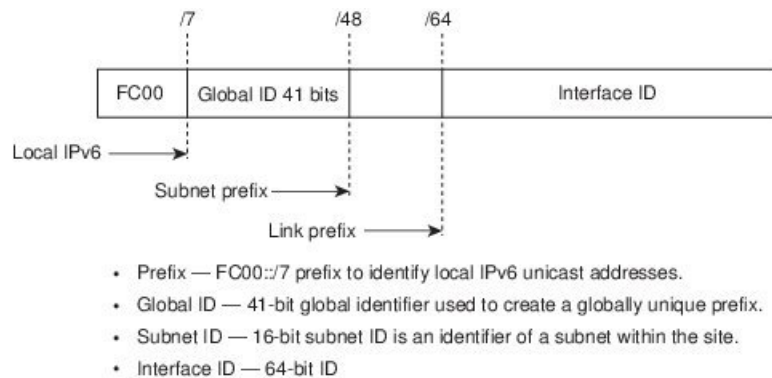 /7 /48 /64
FC00 Global ID 41 bits Interface ID
Local IPv6
Subnet prefix
Link prefix
• Prefix — FC00::/7 prefix to identify local IPv6 unicast addresses.
• Global ID — 41-bit global identifier used to create a globally unique prefix.
• Subnet ID — 16-bit subnet ID is an identifier of a subnet within the site.
• Interface ID — 64-bit ID